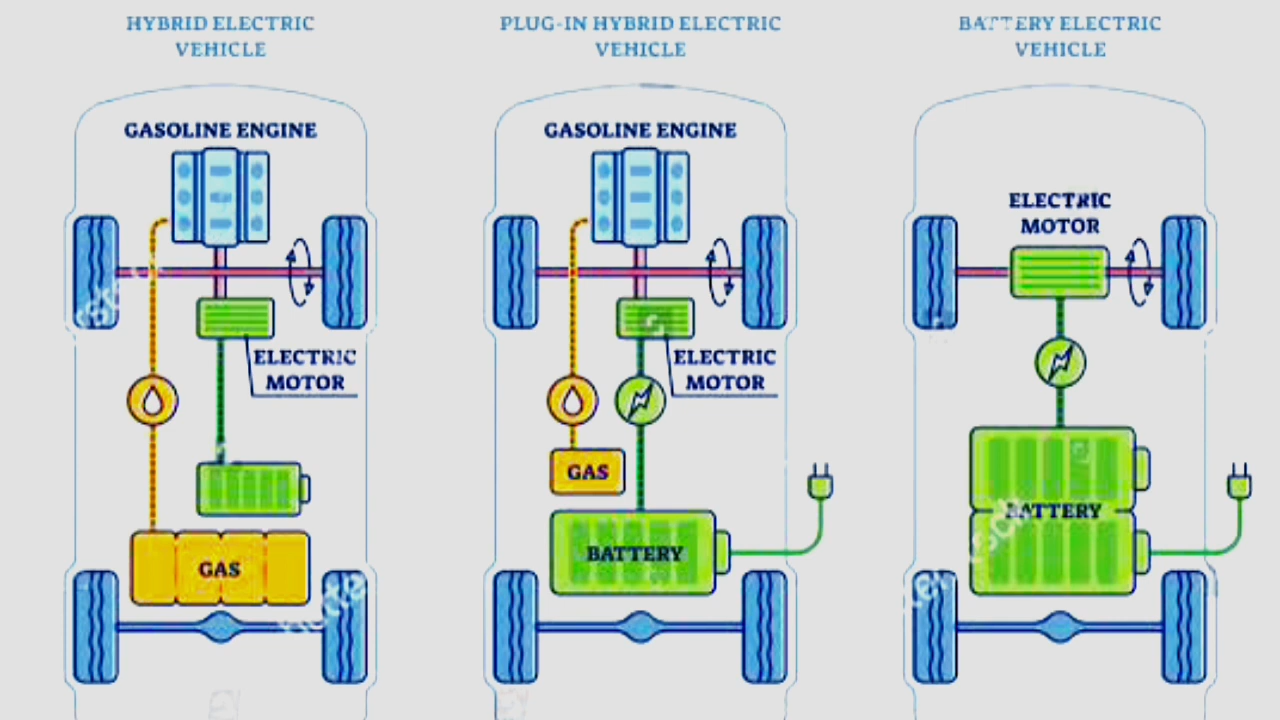 HYBRID ELECTRIC
VEHICLE
PLUG-IN HYBRID ELECTRIC
VEHICLE
BATTERY ELECTRIC
VEHICLE
GASOLINE ENGINE
ELECTRIC
MOTOR
GAS
GASOLINE ENGINE
ELECTRIC
MOTOR
GAS
BATTERY
ELECTRIC
MOTOR
BATTERY